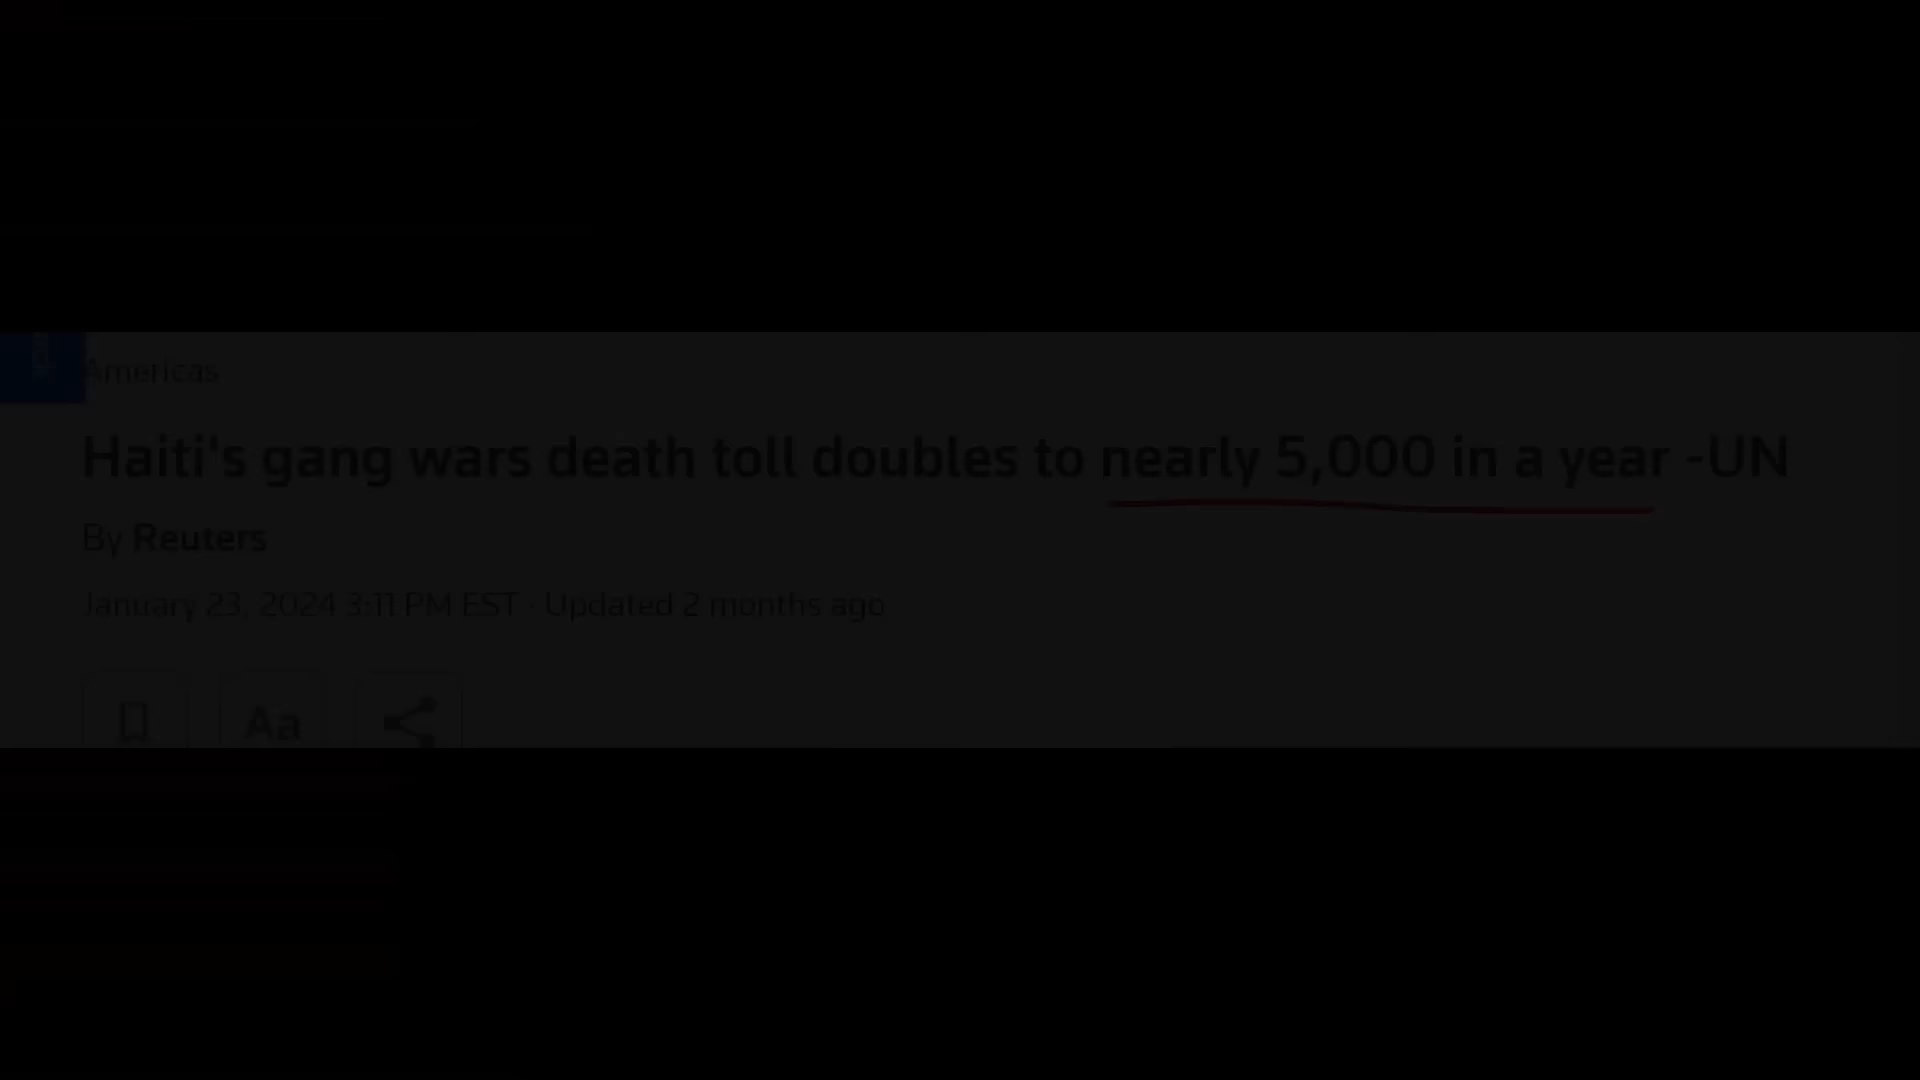 Americas
Haiti's gang wars death toll doubles to nearly 5,000 in a year -UN
By Reuters
January 23, 2024 3:11 PM EST · Updated 2 months ago
Aa